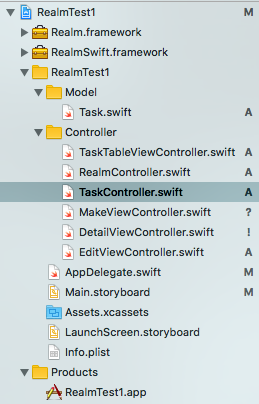 RealmTest1 M
Realm.framework
RealmSwift.framework
RealmTest1
Model
Task.swift A
Controller
TaskTableViewController.swift A
RealmController.swift A
TaskController.swift A
MakeViewController.swift ?
DetailViewController.swift !
EditViewController.swift A
AppDelegate.swift M
Main.storyboard M
Assets.xcassets
LaunchScreen.storyboard
Info.plist
Products
RealmTest1.app